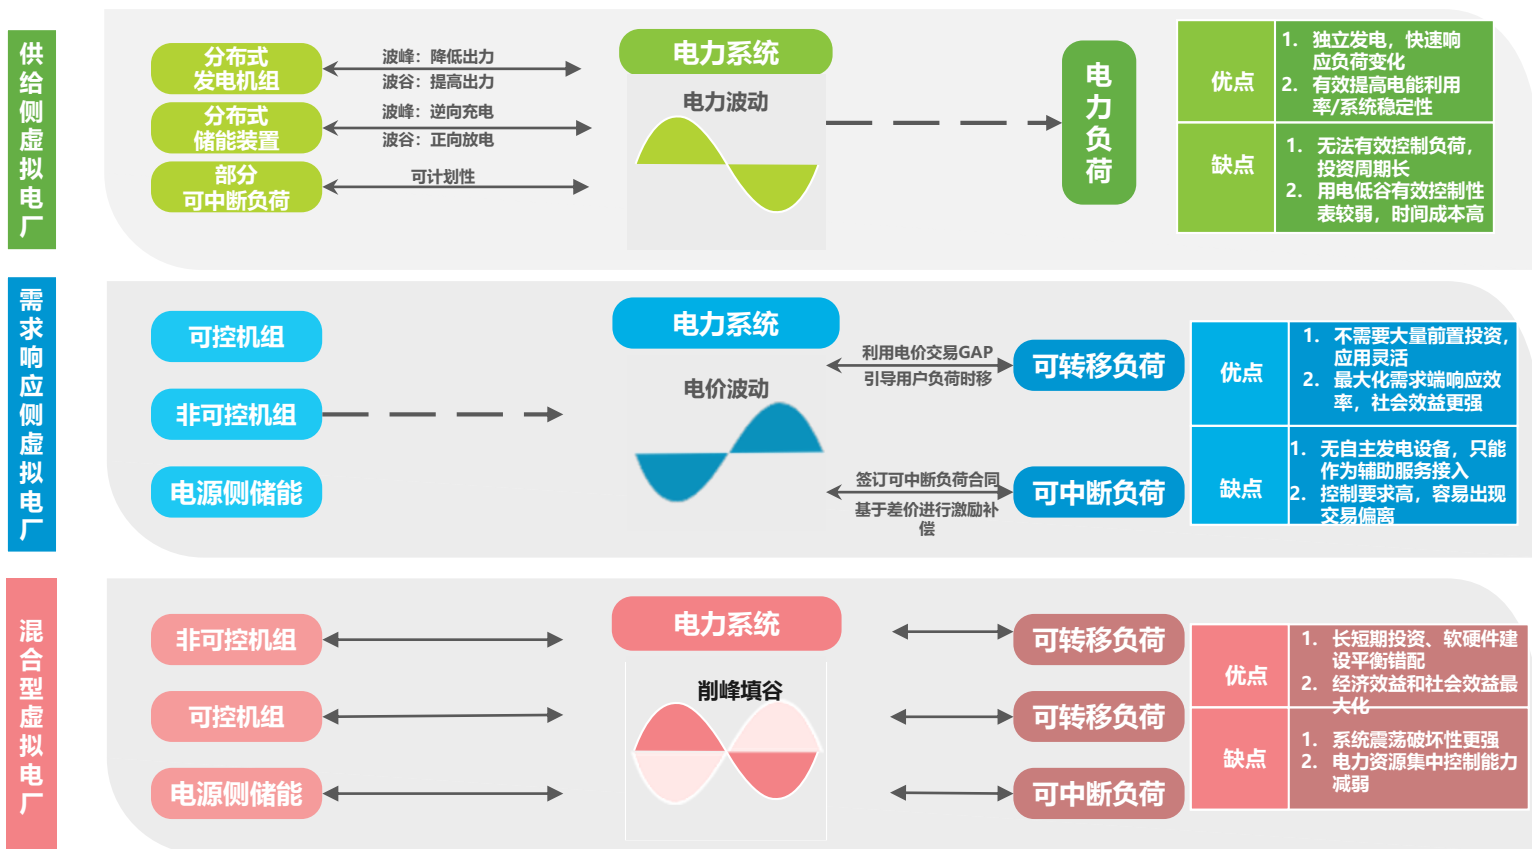 供给侧虚拟电厂
分布式
发电机组
波峰：降低出力
波谷：提高出力
分布式
储能装置
波峰：逆向充电
波谷：正向放电
部分
可中断负荷
可计划性
电力系统
电力波动
电力负荷
优点
1. 独立发电，快速响
应负荷变化
2. 有效提高电能利用
率/系统稳定性
缺点
1. 无法有效控制负荷，
投资周期长
2. 用电低谷有效控制性
表较弱，时间成本高
需求响应侧虚拟电厂
可控机组
非可控机组
电源侧储能
电力系统
电价波动
利用电价交易GAP
引导用户负荷时移
可转移负荷
签订可中断负荷合同
基于差价进行激励补
偿
可中断负荷
优点
1. 不需要大量前置投资，
应用灵活
2. 最大化需求端响应效
率，社会效益更强
缺点
1. 无自主发电设备，只能
作为辅助服务接入
2. 控制要求高，容易出现
交易偏离
混合型虚拟电厂
非可控机组
可控机组
电源侧储能
电力系统
削峰填谷
可转移负荷
可转移负荷
可中断负荷
优点
1. 长短期投资、软硬件建
设平衡错配
2. 经济效益和社会效益最
大化
缺点
1. 系统震荡破坏性更强
2. 电力资源集中控制能力
减弱